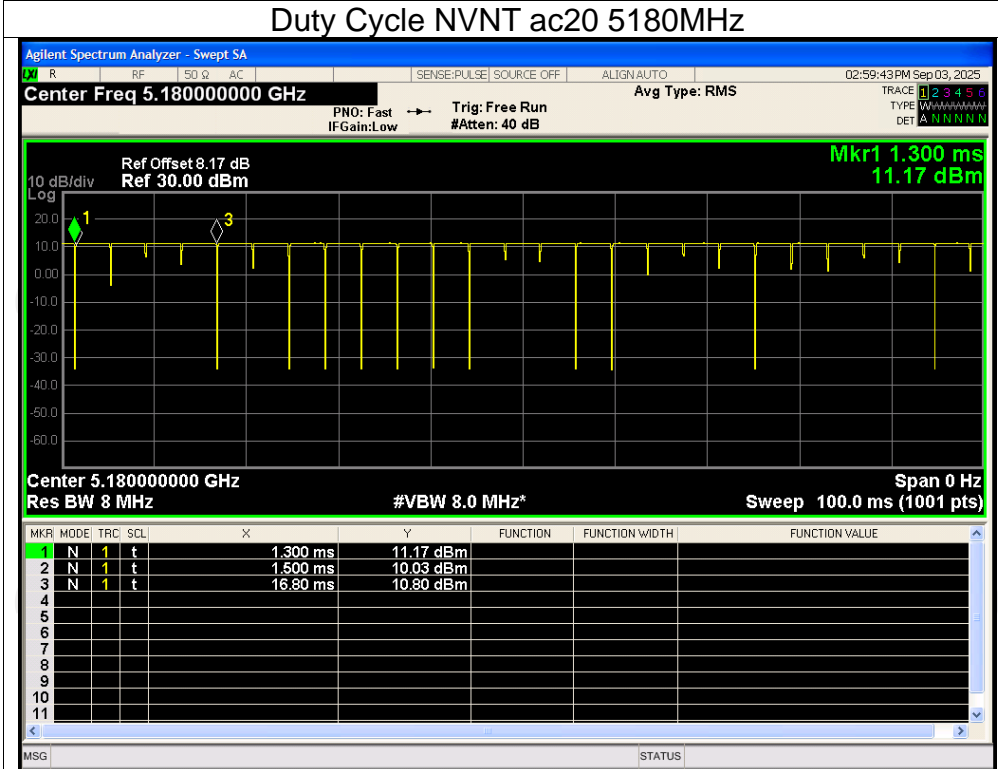 Duty Cycle NVNT ac20 5180MHz
Agilent Spectrum Analyzer - Swept SA
LXI R RF 50 Ω AC SENSE:PULSE SOURCE OFF ALIGN AUTO 02:59:43 PM Sep 03, 2025
Center Freq 5.180000000 GHz Avg Type: RMS TRACE 1 2 3 4 5 6
PNO: Fast Trig: Free Run TYPE WWWWWW
IFGain:Low #Atten: 40 dB DET A N N N N N
Mkr1 1.300 ms
11.17 dBm
Ref Offset 8.17 dB
10 dB/div Ref 30.00 dBm
Log
20.0
10.0
0.00
-10.0
-20.0
-30.0
-40.0
-50.0
-60.0
1
3
Center 5.180000000 GHz Span 0 Hz
Res BW 8 MHz #VBW 8.0 MHz* Sweep 100.0 ms (1001 pts)
MKR MODE TRC SCL X Y FUNCTION FUNCTION WIDTH FUNCTION VALUE
1 N 1 t 1.300 ms 11.17 dBm
2 N 1 t 1.500 ms 10.03 dBm
3 N 1 t 16.80 ms 10.80 dBm
4
5
6
7
8
9
10
11
MSG STATUS